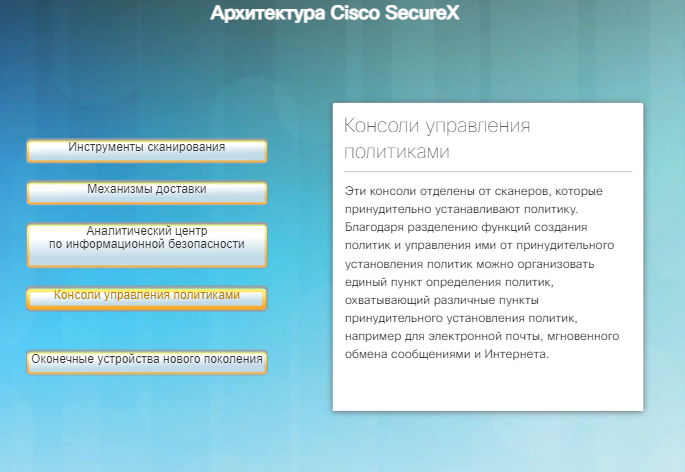 Архитектура Cisco SecureX
Инструменты сканирования
Механизмы доставки
Аналитический центр
по информационной безопасности
Консоли управления политиками
Оконечные устройства нового поколения
Консоли управления
политиками
Эти консоли отделены от сканеров, которые
принудительно устанавливают политику.
Благодаря разделению функций создания
политик и управления ими от принудительного
установления политик можно организовать
единый пункт определения политик,
охватывающий различные пункты
принудительного установления политик,
например для электронной почты, мгновенного
обмена сообщениями и Интернета.